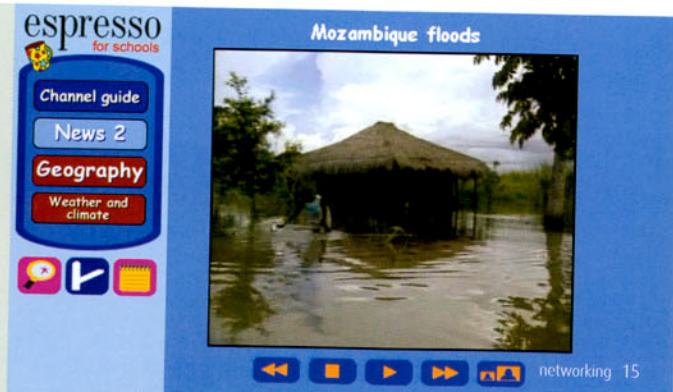 espresso
for schools
Channel guide
News 2
Geography
Weather and
climate
Mozambique floods
networking 15